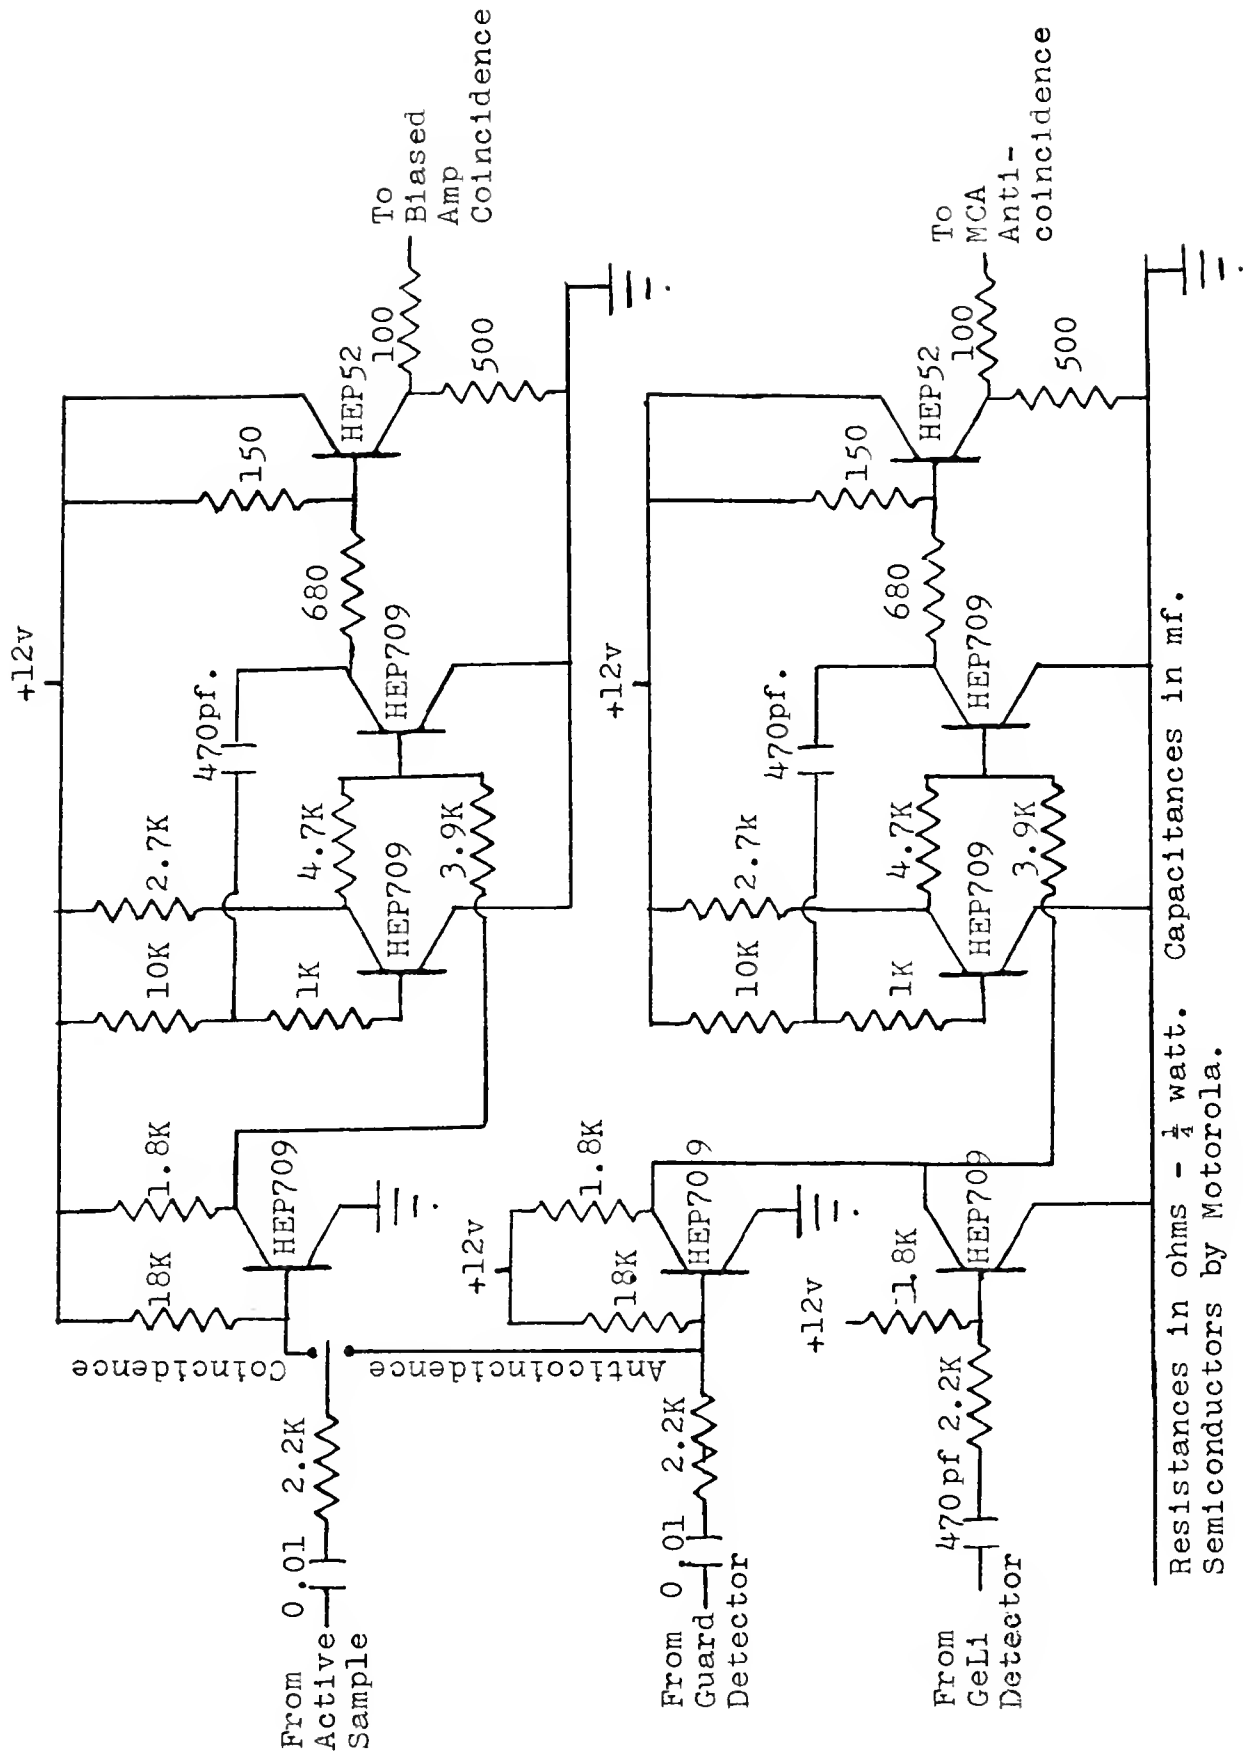 +12v
18K
1.8K
HEP709
10K
1K
2.7K
HEP709
4.7K
3.9K
470pf.
HEP709
680
150
HEP52
100
500
To
Biased
Amp
Coincidence
From
Active
Sample
0.01
2.2K
Coincidence
Anticoincidence
+12v
18K
1.8K
HEP709
From
Guard
Detector
0.01
2.2K
+12v
1.8K
HEP709
From
GeLi
Detector
470pf
2.2K
+12v
10K
1K
2.7k
HEP709
4.7K
3.9K
470pf.
HEP709
680
150
HEP52
100
500
To
MCA
Anti-
coincidence
Resistances in ohms - ¼ watt. Capacitances in mf.
Semiconductors by Motorola.